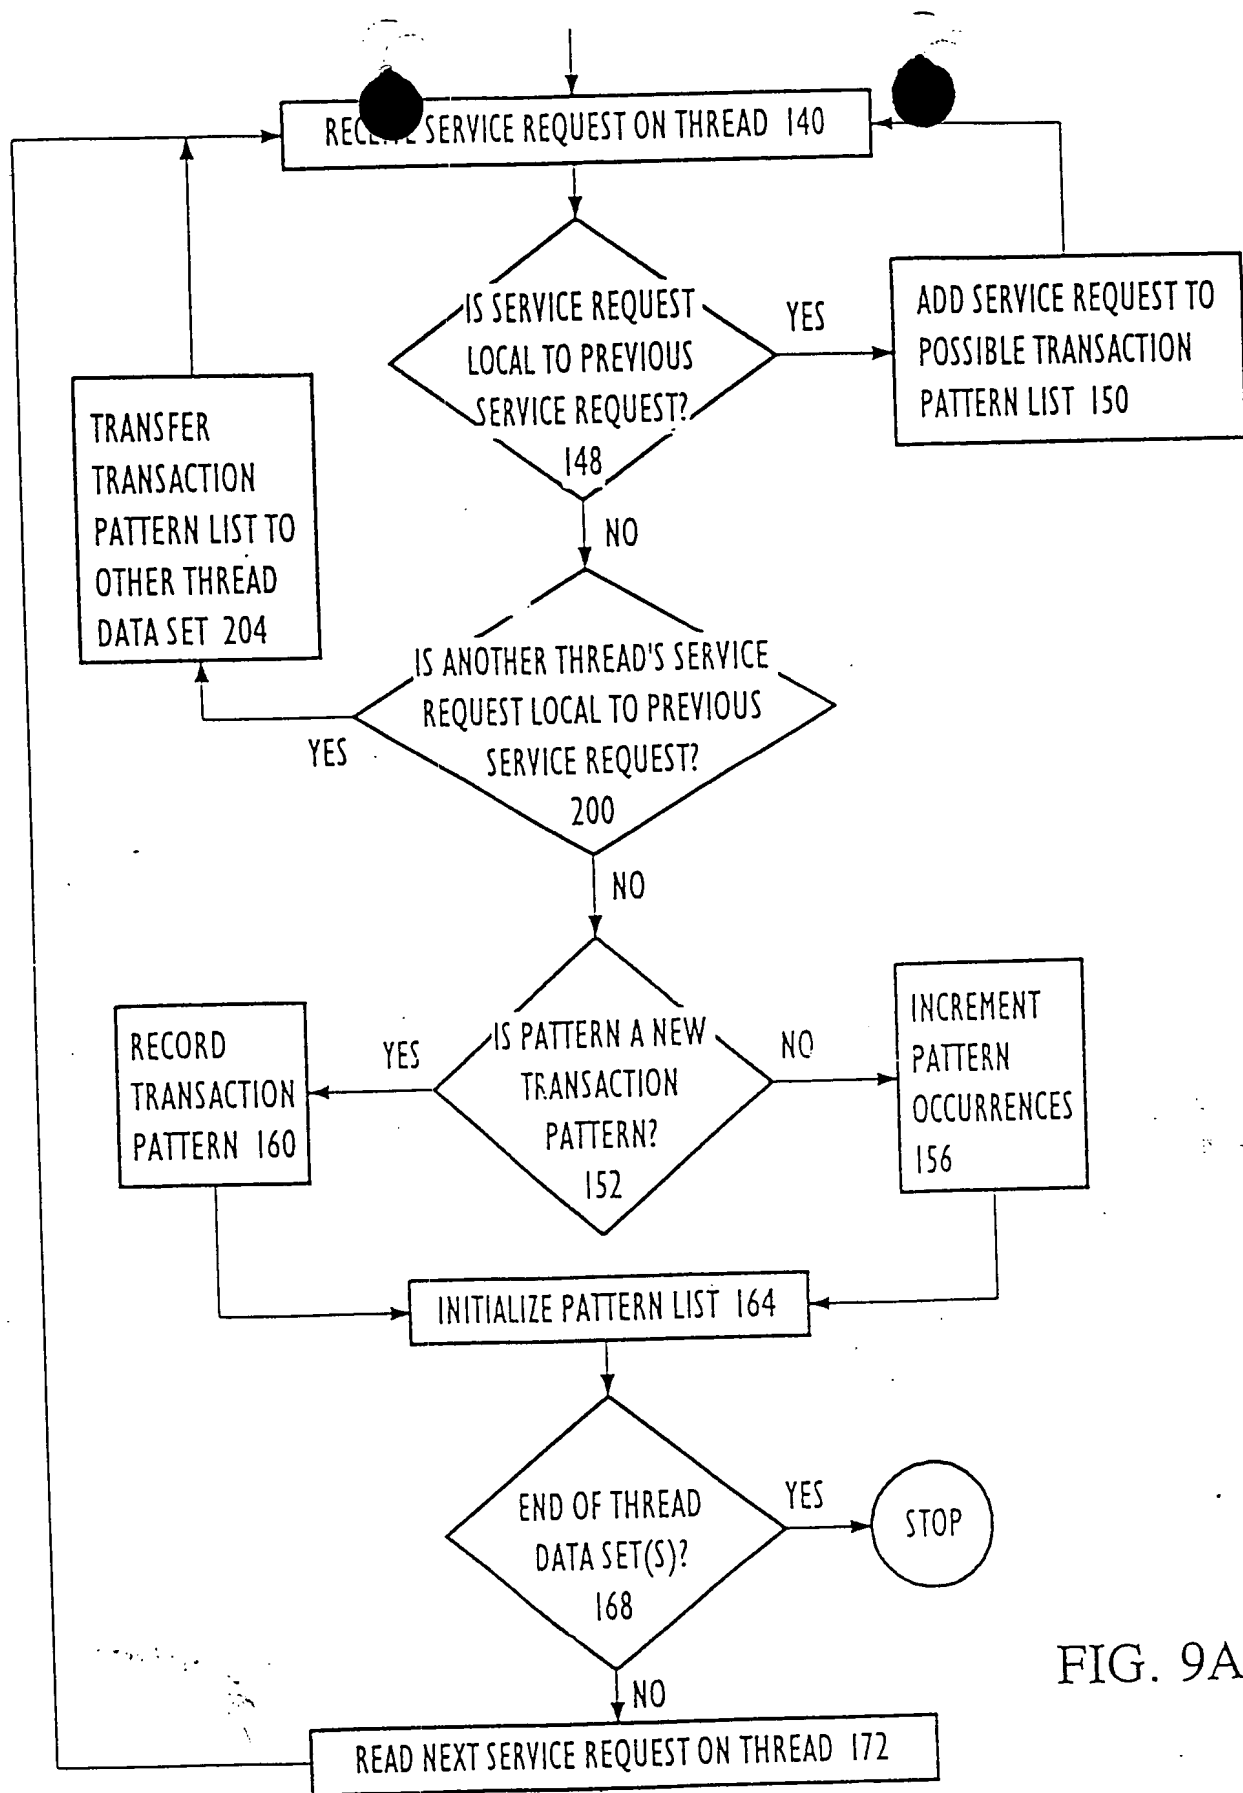 RECEIVE SERVICE REQUEST ON THREAD 140
IS SERVICE REQUEST
LOCAL TO PREVIOUS
SERVICE REQUEST?
148
YES
ADD SERVICE REQUEST TO
POSSIBLE TRANSACTION
PATTERN LIST 150
NO
TRANSFER
TRANSACTION
PATTERN LIST TO
OTHER THREAD
DATA SET 204
IS ANOTHER THREAD'S SERVICE
REQUEST LOCAL TO PREVIOUS
SERVICE REQUEST?
200
YES
NO
IS PATTERN A NEW
TRANSACTION
PATTERN?
152
YES
RECORD
TRANSACTION
PATTERN 160
NO
INCREMENT
PATTERN
OCCURRENCES
156
INITIALIZE PATTERN LIST 164
END OF THREAD
DATA SET(S)?
168
YES
STOP
NO
READ NEXT SERVICE REQUEST ON THREAD 172
FIG. 9A